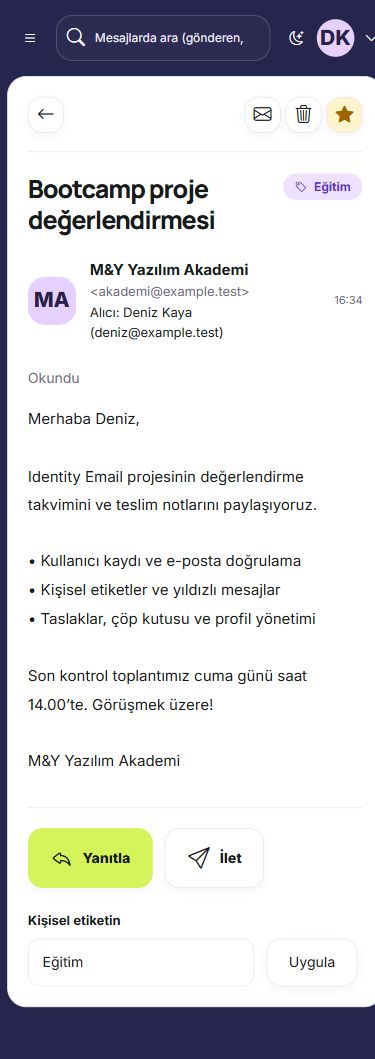 Mesajlarda ara (gönderen,
DK
Bootcamp proje
değerlendirmesi
Eğitim
MA
M&Y Yazılım Akademi
<akademi@example.test>
Alıcı: Deniz Kaya
(deniz@example.test)
16:34
Okundu
Merhaba Deniz,
Identity Email projesinin değerlendirme
takvimini ve teslim notlarını paylaşıyoruz.
• Kullanıcı kaydı ve e-posta doğrulama
• Kişisel etiketler ve yıldızlı mesajlar
• Taslaklar, çöp kutusu ve profil yönetimi
Son kontrol toplantımız cuma günü saat
14.00’te. Görüşmek üzere!
M&Y Yazılım Akademi
Yanıtla
İlet
Kişisel etiketin
Eğitim
Uygula